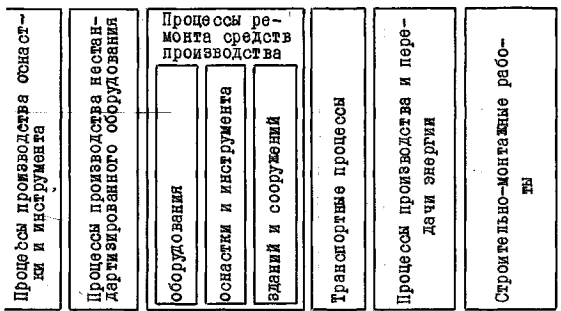 Процессы производства оснаст-
ки и инструмента
Процессы производства нестан-
дартизированного оборудования
Процессы ре-
монта средств
производства
оборудования
оснастки и инструмента
зданий и сооружений
Транспортные процессы
Процессы производства и пере-
дачи энергии
Строительно-монтажные рабо-
ты